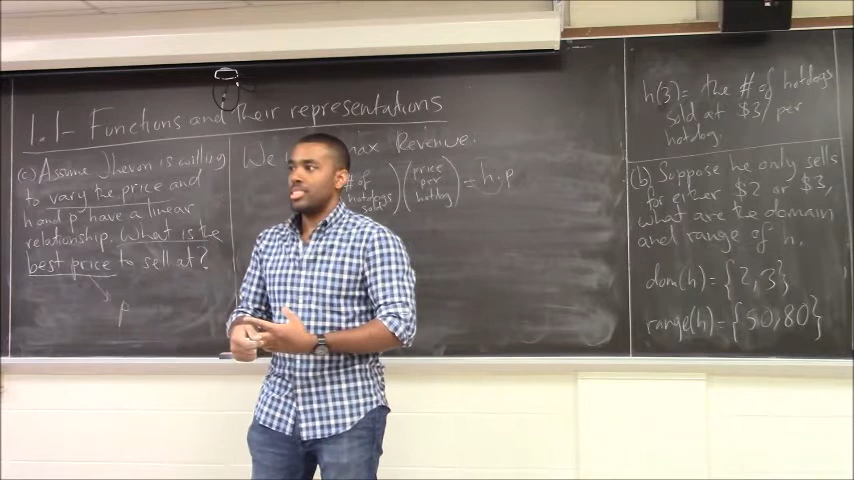 1.1- Functions and their representations
(c) Assume Jhevon is willing
to vary the price and
h and p have a linear
relationship. What is the
best price to sell at?
p
We max Revenue.
(# of hotdogs sold)(price per hotdog) = h·p
h(3) = the # of hotdogs
sold at $3/per
hotdog.
(b) Suppose he only sells
for either $2 or $3,
what are the domain
and range of h.
dom(h) = {2,3}
range(h) = {50,80}